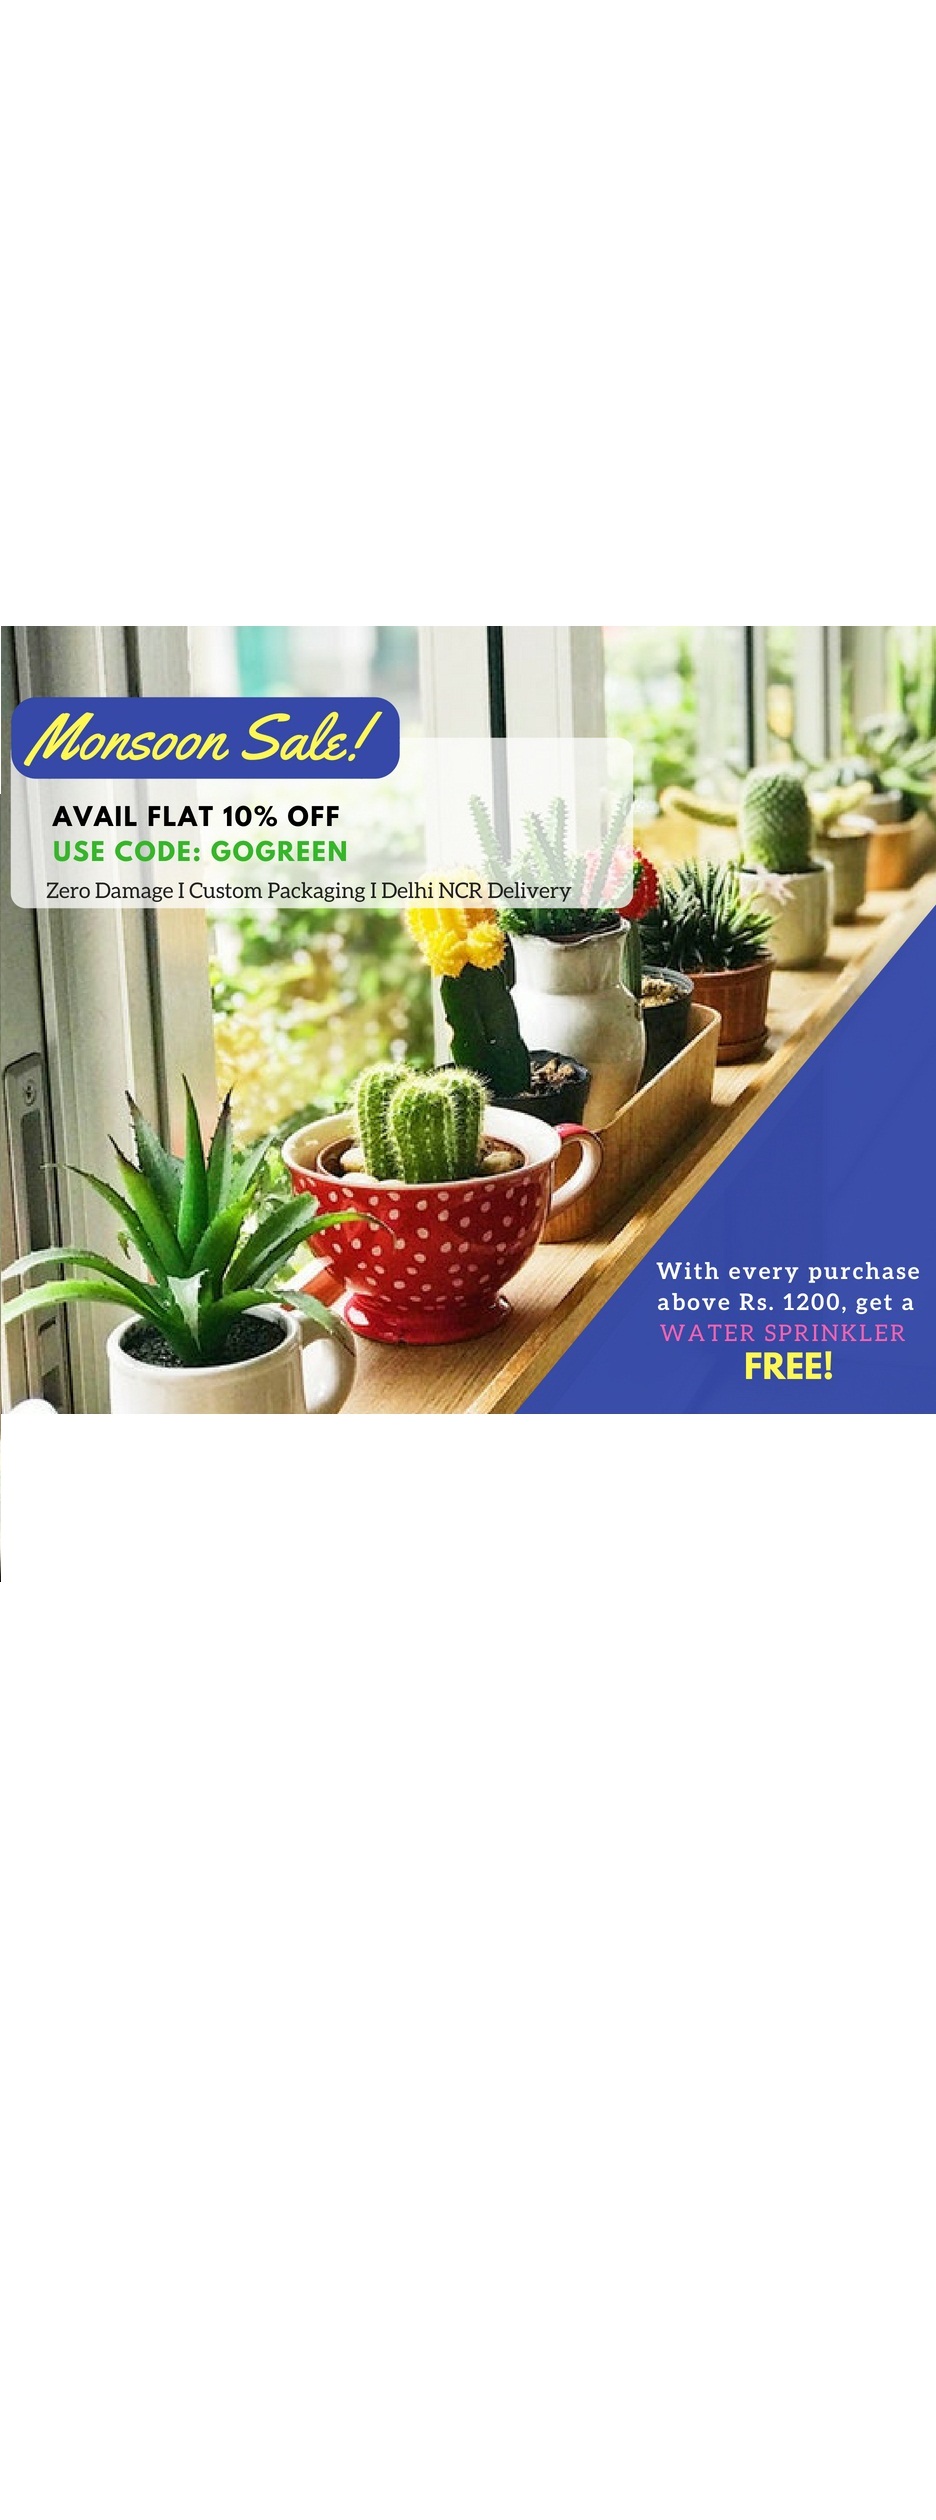 Monsoon Sale!
AVAIL FLAT 10% OFF
USE CODE: GOGREEN
Zero Damage I Custom Packaging I Delhi NCR Delivery
With every purchase
above Rs. 1200, get a
WATER SPRINKLER
FREE!